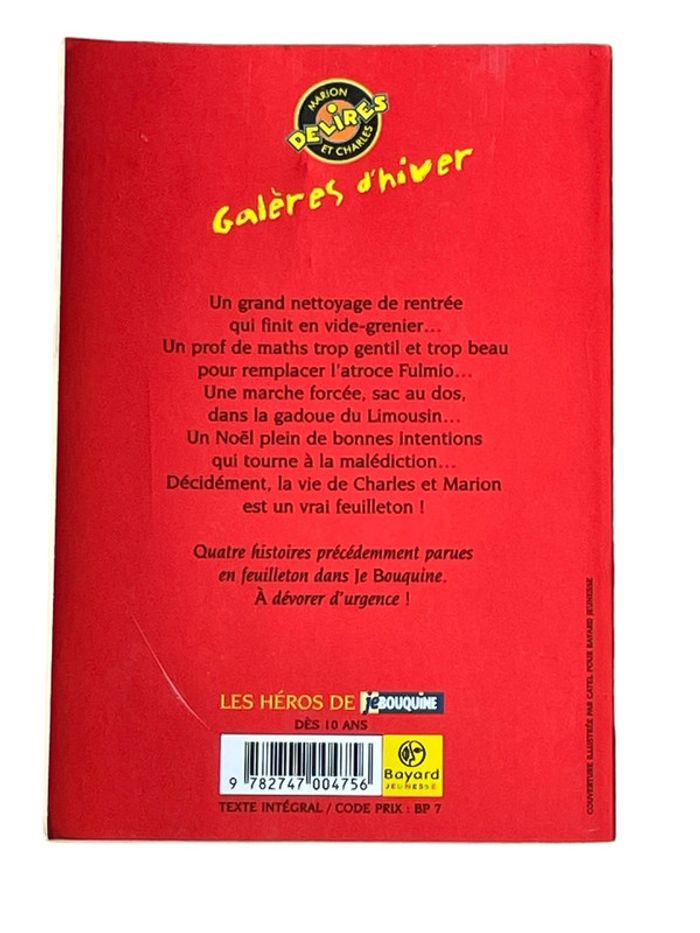 MARION
DELIRES
ET CHARLES
Galères d'hiver
Un grand nettoyage de rentrée
qui finit en vide-grenier...
Un prof de maths trop gentil et trop beau
pour remplacer l'atroce Fulmio...
Une marche forcée, sac au dos,
dans la gadoue du Limousin...
Un Noël plein de bonnes intentions
qui tourne à la malédiction...
Décidément, la vie de Charles et Marion
est un vrai feuilleton !
Quatre histoires précédemment parues
en feuilleton dans Je Bouquine.
À dévorer d'urgence !
LES HÉROS DE jeBOUQUINE
DÈS 10 ANS
9 782747 004756
Bayard
JEUNESSE
TEXTE INTÉGRAL / CODE PRIX : BP 7
COUVERTURE ILLUSTRÉE PAR CATEL POUR BAYARD JEUNESSE